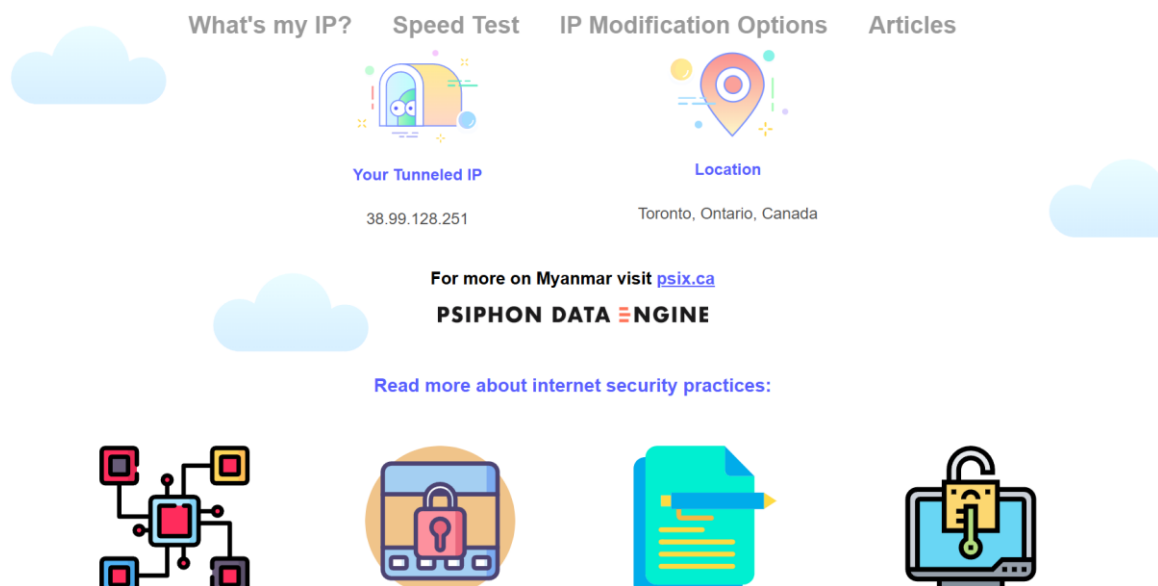 What's my IP? Speed Test IP Modification Options Articles
Your Tunneled IP
38.99.128.251
Location
Toronto, Ontario, Canada
For more on Myanmar visit psix.ca
PSIPHON DATA ENGINE
Read more about internet security practices: